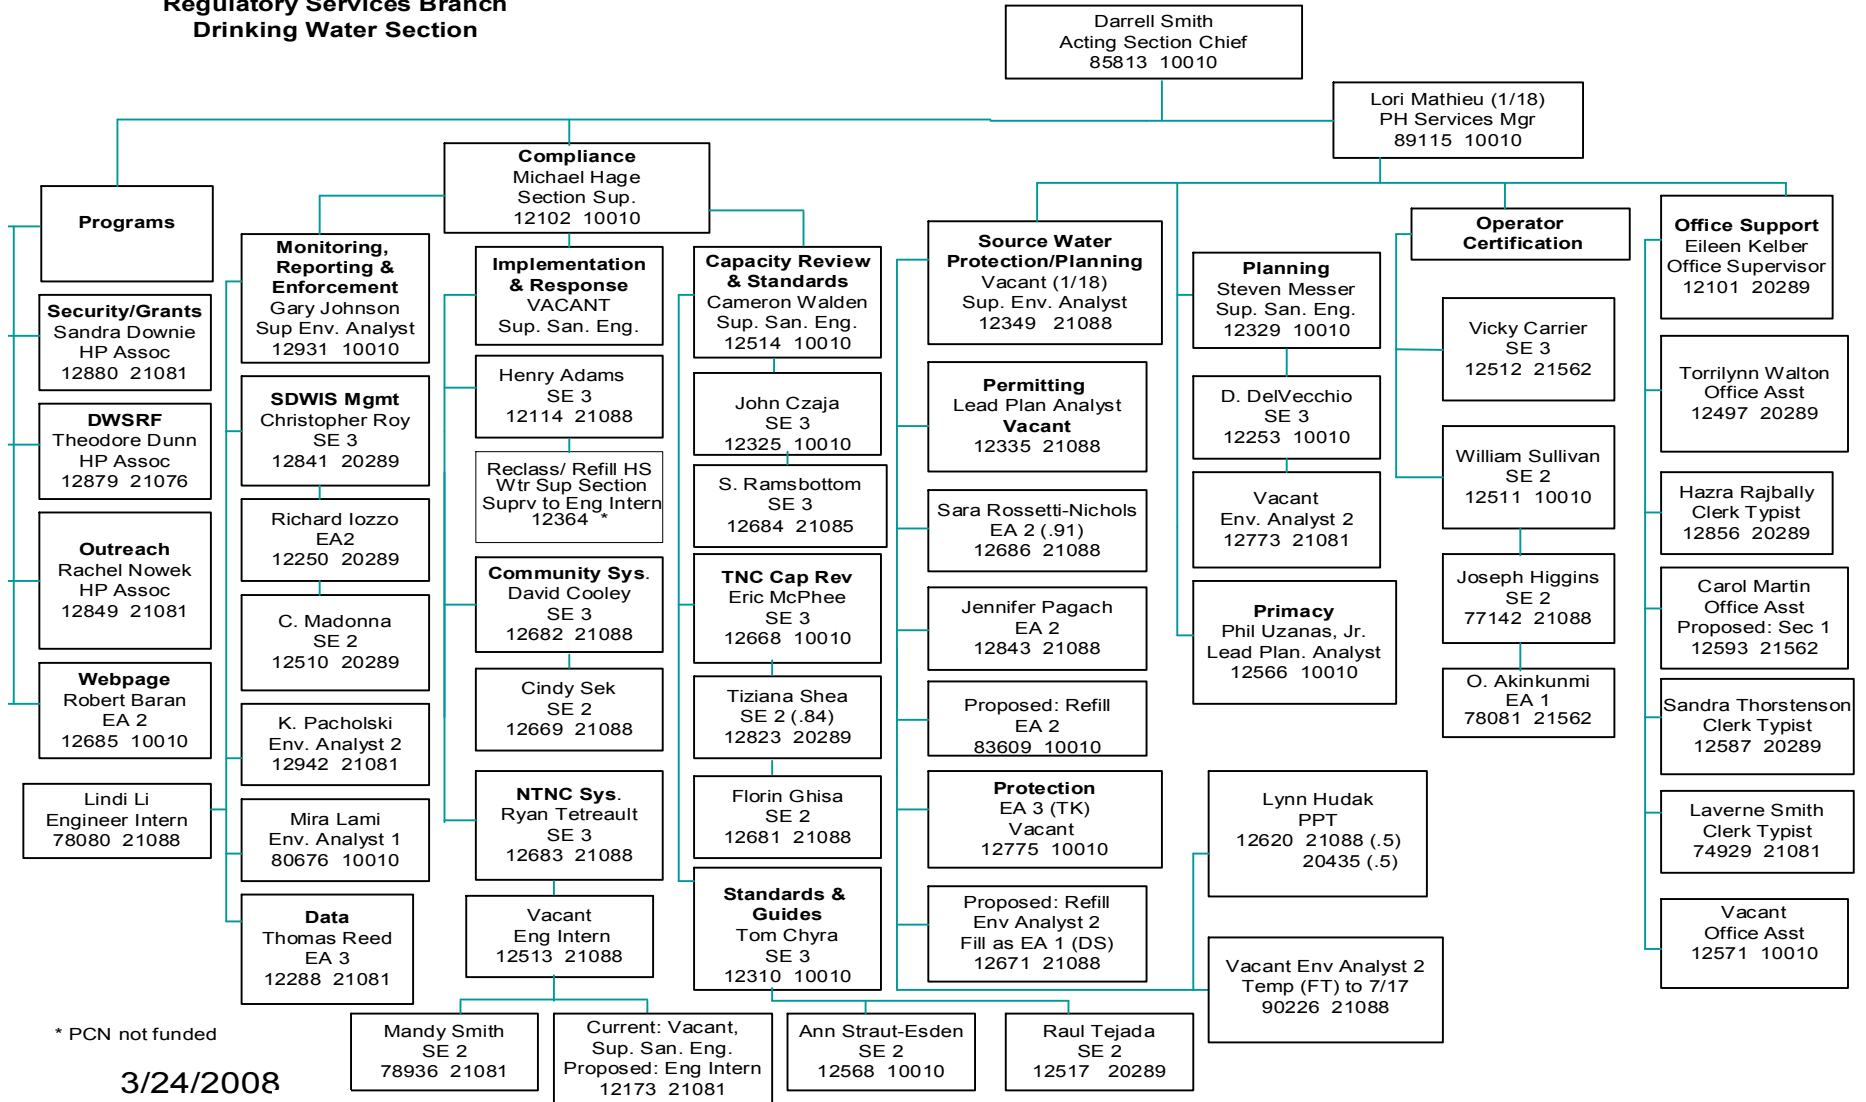 Regulatory Services Branch
Drinking Water Section
Darrell Smith
Acting Section Chief
85813 10010
Lori Mathieu (1/18)
PH Services Mgr
89115 10010
Programs
Security/Grants
Sandra Downie
HP Assoc
12880 21081
DWSRF
Theodore Dunn
HP Assoc
12879 21076
Outreach
Rachel Nowek
HP Assoc
12849 21081
Webpage
Robert Baran
EA 2
12685 10010
Lindi Li
Engineer Intern
78080 21088
Compliance
Michael Hage
Section Sup.
12102 10010
Monitoring,
Reporting &
Enforcement
Gary Johnson
Sup Env. Analyst
12931 10010
SDWIS Mgmt
Christopher Roy
SE 3
12841 20289
Richard Iozzo
EA2
12250 20289
C. Madonna
SE 2
12510 20289
K. Pacholski
Env. Analyst 2
12942 21081
Mira Lami
Env. Analyst 1
80676 10010
Data
Thomas Reed
EA 3
12288 21081
Implementation
& Response
VACANT
Sup. San. Eng.
Henry Adams
SE 3
12114 21088
Reclass/ Refill HS
Wtr Sup Section
Suprv to Eng Intern
12364 *
Community Sys.
David Cooley
SE 3
12682 21088
Cindy Sek
SE 2
12669 21088
NTNC Sys.
Ryan Tetreault
SE 3
12683 21088
Vacant
Eng Intern
12513 21088
Mandy Smith
SE 2
78936 21081
Current: Vacant,
Sup. San. Eng.
Proposed: Eng Intern
12173 21081
Capacity Review
& Standards
Cameron Walden
Sup. San. Eng.
12514 10010
John Czaja
SE 3
12325 10010
S. Ramsbottom
SE 3
12684 21085
TNC Cap Rev
Eric McPhee
SE 3
12668 10010
Tiziana Shea
SE 2 (.84)
12823 20289
Florin Ghisa
SE 2
12681 21088
Standards &
Guides
Tom Chyra
SE 3
12310 10010
Ann Straut-Esden
SE 2
12568 10010
Raul Tejada
SE 2
12517 20289
Source Water
Protection/Planning
Vacant (1/18)
Sup. Env. Analyst
12349 21088
Permitting
Lead Plan Analyst
Vacant
12335 21088
Sara Rossetti-Nichols
EA 2 (.91)
12686 21088
Jennifer Pagach
EA 2
12843 21088
Proposed: Refill
EA 2
83609 10010
Protection
EA 3 (TK)
Vacant
12775 10010
Proposed: Refill
Env Analyst 2
Fill as EA 1 (DS)
12671 21088
Lynn Hudak
PPT
12620 21088 (.5)
20435 (.5)
Vacant Env Analyst 2
Temp (FT) to 7/17
90226 21088
Planning
Steven Messer
Sup. San. Eng.
12329 10010
D. DelVecchio
SE 3
12253 10010
Vacant
Env. Analyst 2
12773 21081
Primacy
Phil Uzanas, Jr.
Lead Plan. Analyst
12566 10010
Operator
Certification
Vicky Carrier
SE 3
12512 21562
William Sullivan
SE 2
12511 10010
Joseph Higgins
SE 2
77142 21088
O. Akinkunmi
EA 1
78081 21562
Office Support
Eileen Kelber
Office Supervisor
12101 20289
Torrilynn Walton
Office Asst
12497 20289
Hazra Rajbally
Clerk Typist
12856 20289
Carol Martin
Office Asst
Proposed: Sec 1
12593 21562
Sandra Thorstenson
Clerk Typist
12587 20289
Laverne Smith
Clerk Typist
74929 21081
Vacant
Office Asst
12571 10010
* PCN not funded
3/24/2008